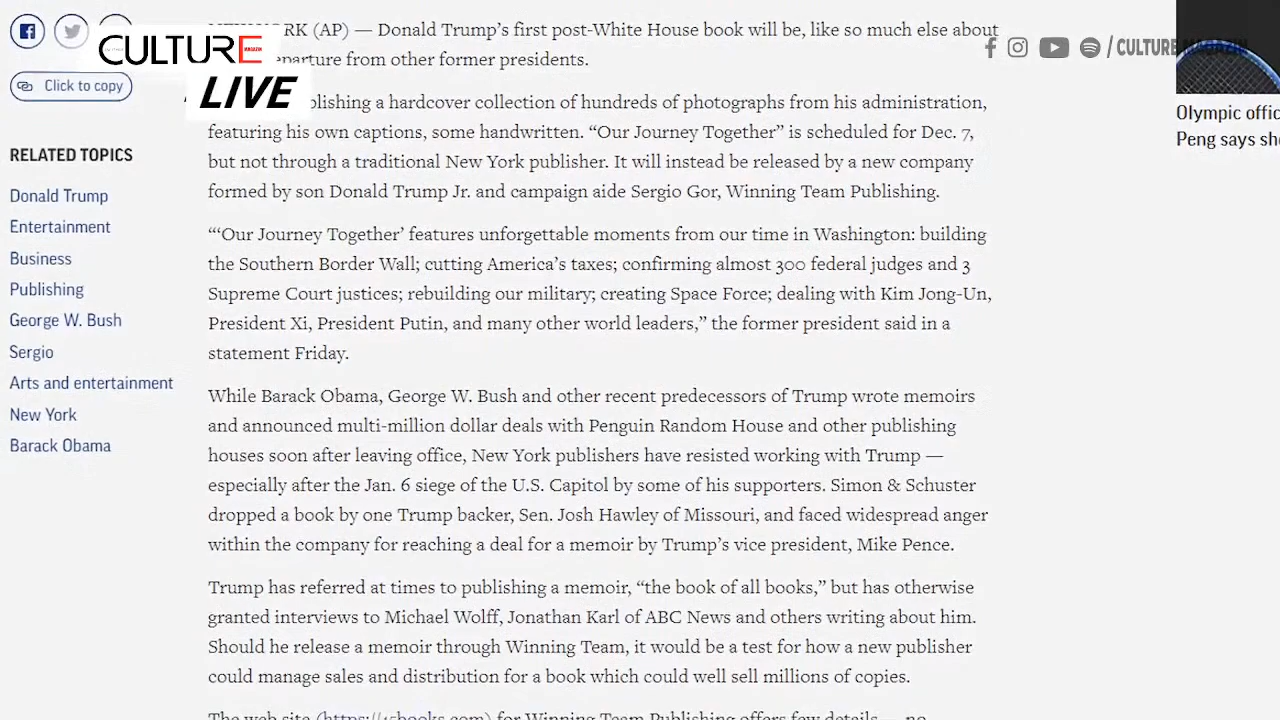 CULTURE
LIVE
/ CULTURE MAGAZIN
Click to copy
RELATED TOPICS
Donald Trump
Entertainment
Business
Publishing
George W. Bush
Sergio
Arts and entertainment
New York
Barack Obama
(AP) — Donald Trump’s first post-White House book will be, like so much else about
from other former presidents.
a hardcover collection of hundreds of photographs from his administration,
featuring his own captions, some handwritten. “Our Journey Together” is scheduled for Dec. 7,
but not through a traditional New York publisher. It will instead be released by a new company
formed by son Donald Trump Jr. and campaign aide Sergio Gor, Winning Team Publishing.
“‘Our Journey Together’ features unforgettable moments from our time in Washington: building
the Southern Border Wall; cutting America’s taxes; confirming almost 300 federal judges and 3
Supreme Court justices; rebuilding our military; creating Space Force; dealing with Kim Jong-Un,
President Xi, President Putin, and many other world leaders,” the former president said in a
statement Friday.
While Barack Obama, George W. Bush and other recent predecessors of Trump wrote memoirs
and announced multi-million dollar deals with Penguin Random House and other publishing
houses soon after leaving office, New York publishers have resisted working with Trump —
especially after the Jan. 6 siege of the U.S. Capitol by some of his supporters. Simon & Schuster
dropped a book by one Trump backer, Sen. Josh Hawley of Missouri, and faced widespread anger
within the company for reaching a deal for a memoir by Trump’s vice president, Mike Pence.
Trump has referred at times to publishing a memoir, “the book of all books,” but has otherwise
granted interviews to Michael Wolff, Jonathan Karl of ABC News and others writing about him.
Should he release a memoir through Winning Team, it would be a test for how a new publisher
could manage sales and distribution for a book which could well sell millions of copies.
The web site (https://45books.com) for Winning Team Publishing offers few details — no
Olympic offic
Peng says sh